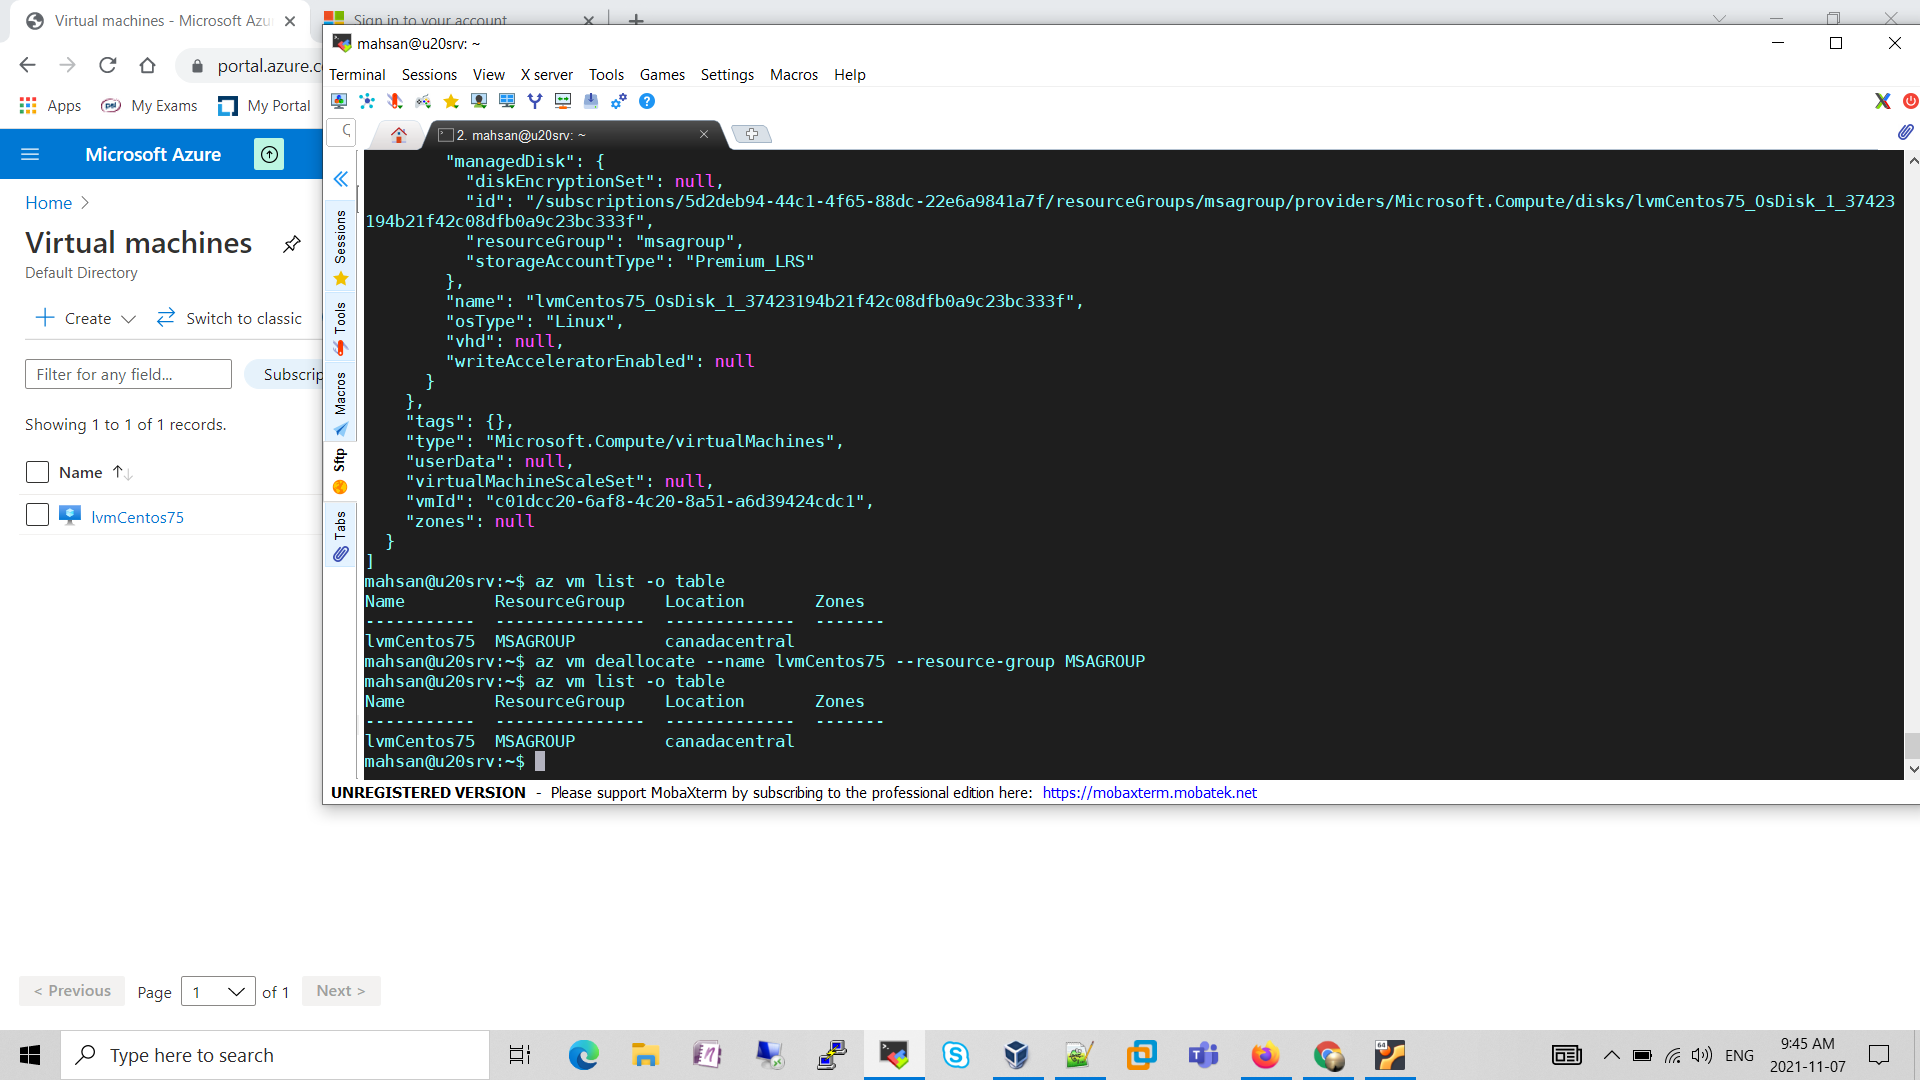 Virtual machines - Microsoft Azu
Sign in to your account
portal.azure.c
Apps
My Exams
My Portal
Microsoft Azure
Home
Virtual machines
Default Directory
Create
Switch to classic
Filter for any field...
Subscrip
Showing 1 to 1 of 1 records.
Name
lvmCentos75
< Previous
Page
1
of 1
Next >
mahsan@u20srv: ~
Terminal Sessions View X server Tools Games Settings Macros Help
2. mahsan@u20srv: ~
Sessions
Tools
Macros
Sftp
Tabs
"managedDisk": {
"diskEncryptionSet": null,
"id": "/subscriptions/5d2deb94-44c1-4f65-88dc-22e6a9841a7f/resourceGroups/msagroup/providers/Microsoft.Compute/disks/lvmCentos75_OsDisk_1_37423
194b21f42c08dfb0a9c23bc333f",
"resourceGroup": "msagroup",
"storageAccountType": "Premium_LRS"
},
"name": "lvmCentos75_OsDisk_1_37423194b21f42c08dfb0a9c23bc333f",
"osType": "Linux",
"vhd": null,
"writeAcceleratorEnabled": null
}
},
"tags": {},
"type": "Microsoft.Compute/virtualMachines",
"userData": null,
"virtualMachineScaleSet": null,
"vmId": "c01dcc20-6af8-4c20-8a51-a6d39424cdc1",
"zones": null
}
]
mahsan@u20srv:~$ az vm list -o table
Name ResourceGroup Location Zones
----------- --------------- ------------- -------
lvmCentos75 MSAGROUP canadacentral
mahsan@u20srv:~$ az vm deallocate --name lvmCentos75 --resource-group MSAGROUP
mahsan@u20srv:~$ az vm list -o table
Name ResourceGroup Location Zones
----------- --------------- ------------- -------
lvmCentos75 MSAGROUP canadacentral
mahsan@u20srv:~$
UNREGISTERED VERSION - Please support MobaXterm by subscribing to the professional edition here: https://mobaxterm.mobatek.net
Type here to search
64
ENG
9:45 AM
2021-11-07